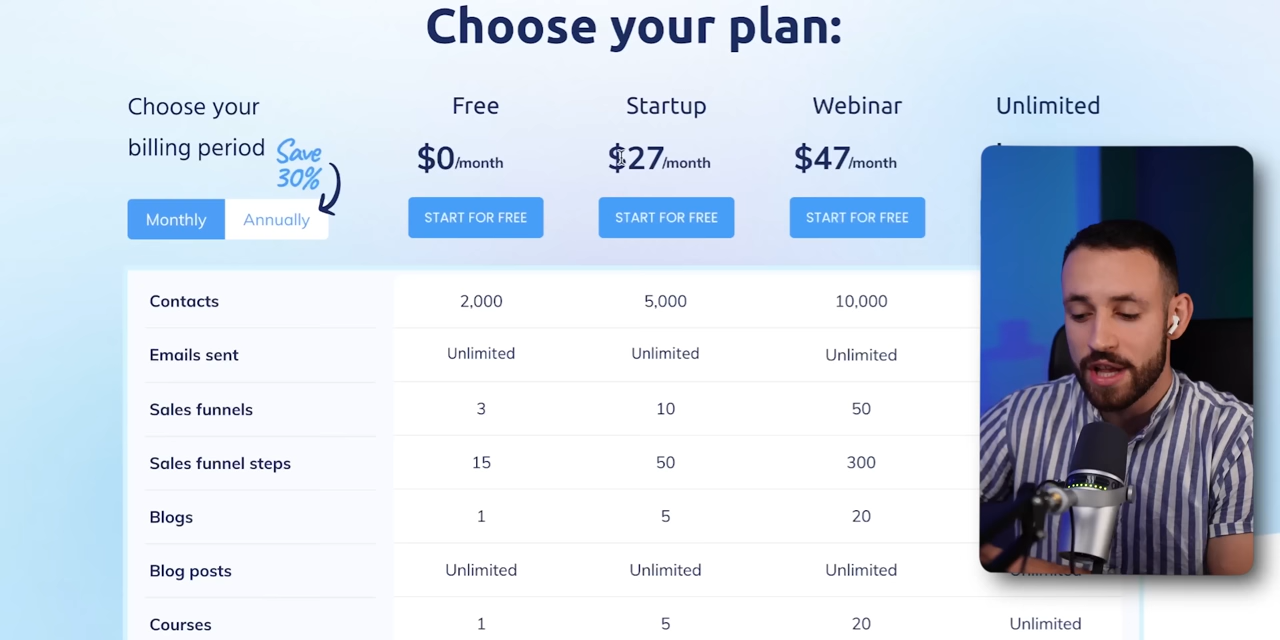 Choose your plan:
Choose your
billing period
Save
30%
Monthly Annually
Free Startup Webinar Unlimited
$0/month $27/month $47/month
START FOR FREE START FOR FREE START FOR FREE
Contacts 2,000 5,000 10,000
Emails sent Unlimited Unlimited Unlimited
Sales funnels 3 10 50
Sales funnel steps 15 50 300
Blogs 1 5 20
Blog posts Unlimited Unlimited Unlimited Unlimited
Courses 1 5 20 Unlimited